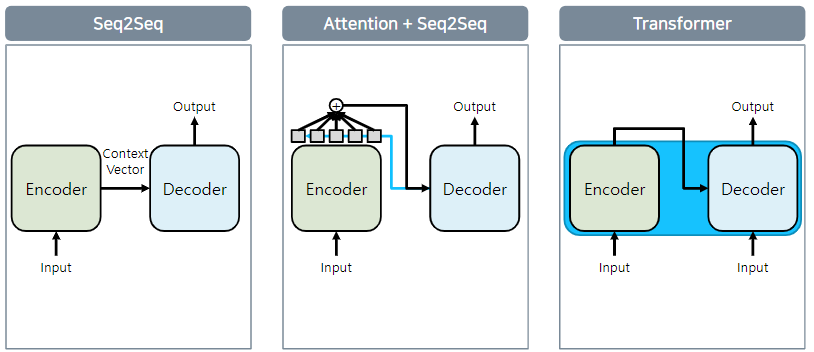 Seq2Seq
Output
Context
Vector
Encoder
Decoder
Input
Attention + Seq2Seq
+
Output
Encoder
Decoder
Input
Transformer
Output
Encoder
Decoder
Input
Input